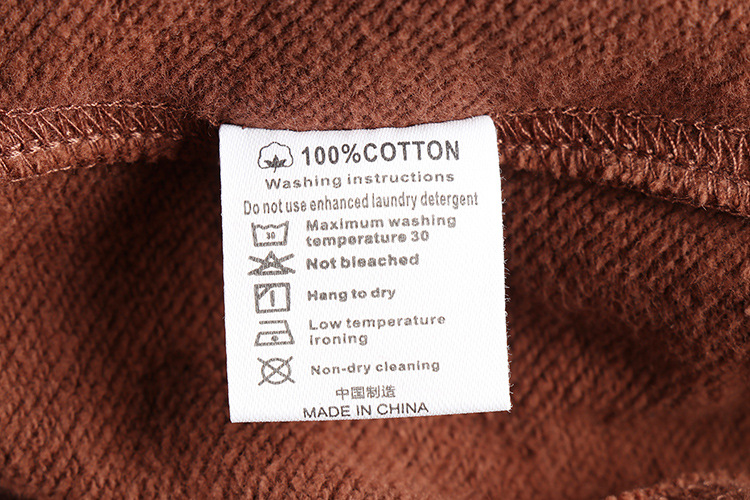 100%COTTON
Washing instructions
Do not use enhanced laundry detergent
30
Maximum washing
temperature 30
Not bleached
Hang to dry
Low temperature
ironing
Non-dry cleaning
中国制造
MADE IN CHINA